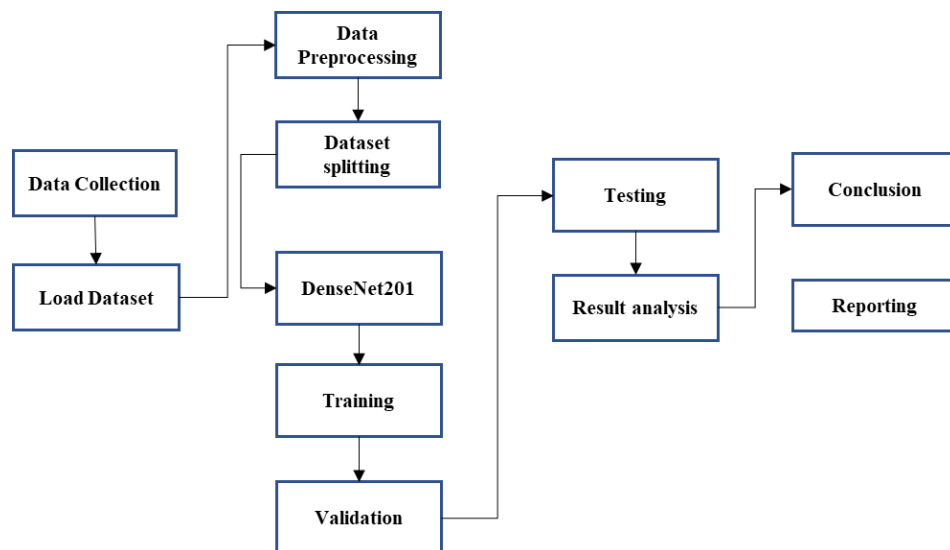 Data Collection
Load Dataset
Data
Preprocessing
Dataset
splitting
DenseNet201
Training
Validation
Testing
Result analysis
Conclusion
Reporting